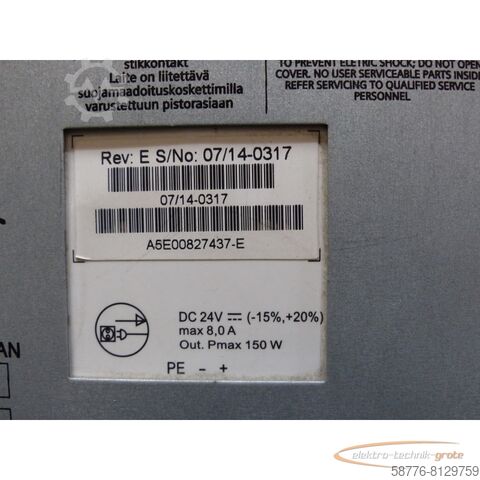 stikkontakt
Laite on liitettävä
suojamaadoituskoskettimilla
varustettuun pistorasiaan
TO PREVENT ELETRIC SHOCK; DO NOT OPEN
COVER. NO USER SERVICEABLE PARTS INSIDE
REFER SERVICING TO QUALIFIED SERVICE
PERSONNEL
Rev: E S/No: 07/14-0317
07/14-0317
A5E00827437-E
DC 24V (-15%,+20%)
max 8,0 A
Out. Pmax 150 W
PE - +
AN
elektro-technik-grote
58776-8129759